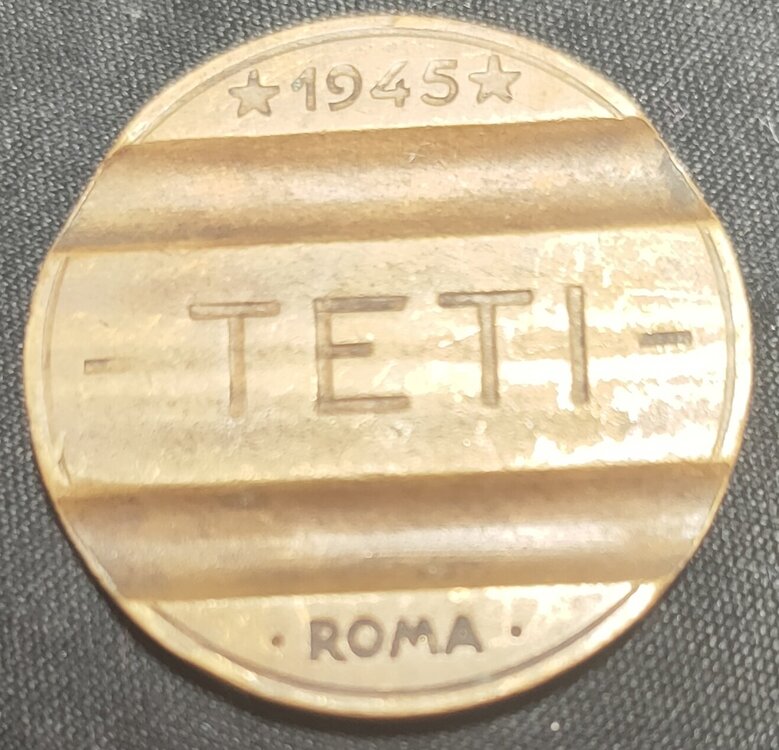 ★1945★
- TETI -
· ROMA ·